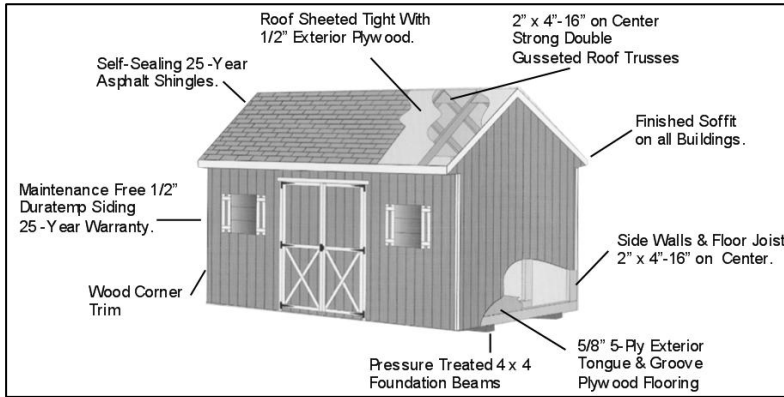 Roof Sheeted Tight With
1/2” Exterior Plywood.
2” x 4”-16” on Center
Strong Double
Gusseted Roof Trusses
Self-Sealing 25 -Year
Asphalt Shingles.
Finished Soffit
on all Buildings.
Maintenance Free 1/2”
Duratemp Siding
25 -Year Warranty.
Side Walls & Floor Joist
2” x 4”-16” on Center.
Wood Corner
Trim
Pressure Treated 4 x 4
Foundation Beams
5/8” 5-Ply Exterior
Tongue & Groove
Plywood Flooring